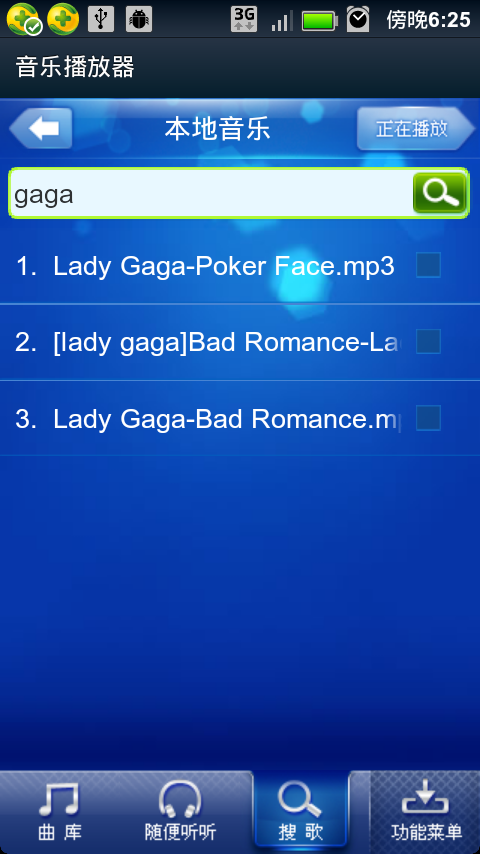 3G 傍晚6:25
音乐播放器
本地音乐 正在播放
gaga
1. Lady Gaga-Poker Face.mp3
2. [lady gaga]Bad Romance-La
3. Lady Gaga-Bad Romance.mp
曲 库 随便听听 搜 歌 功能菜单